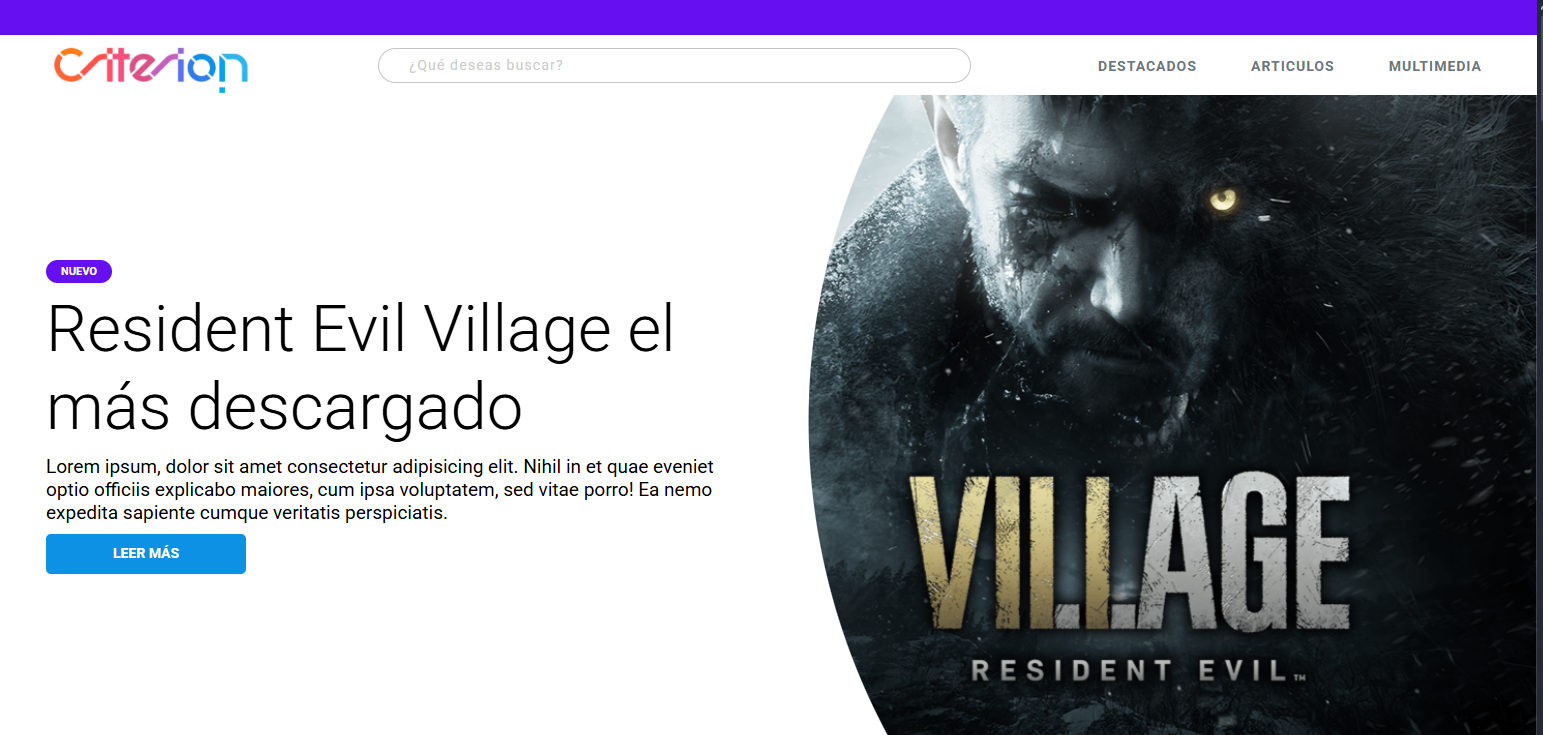 Criterion
¿Qué deseas buscar?
DESTACADOS
ARTICULOS
MULTIMEDIA
NUEVO
Resident Evil Village el
más descargado
Lorem ipsum, dolor sit amet consectetur adipisicing elit. Nihil in et quae eveniet
optio officiis explicabo maiores, cum ipsa voluptatem, sed vitae porro! Ea nemo
expedita sapiente cumque veritatis perspiciatis.
LEER MÁS
VILLAGE
RESIDENT EVIL™